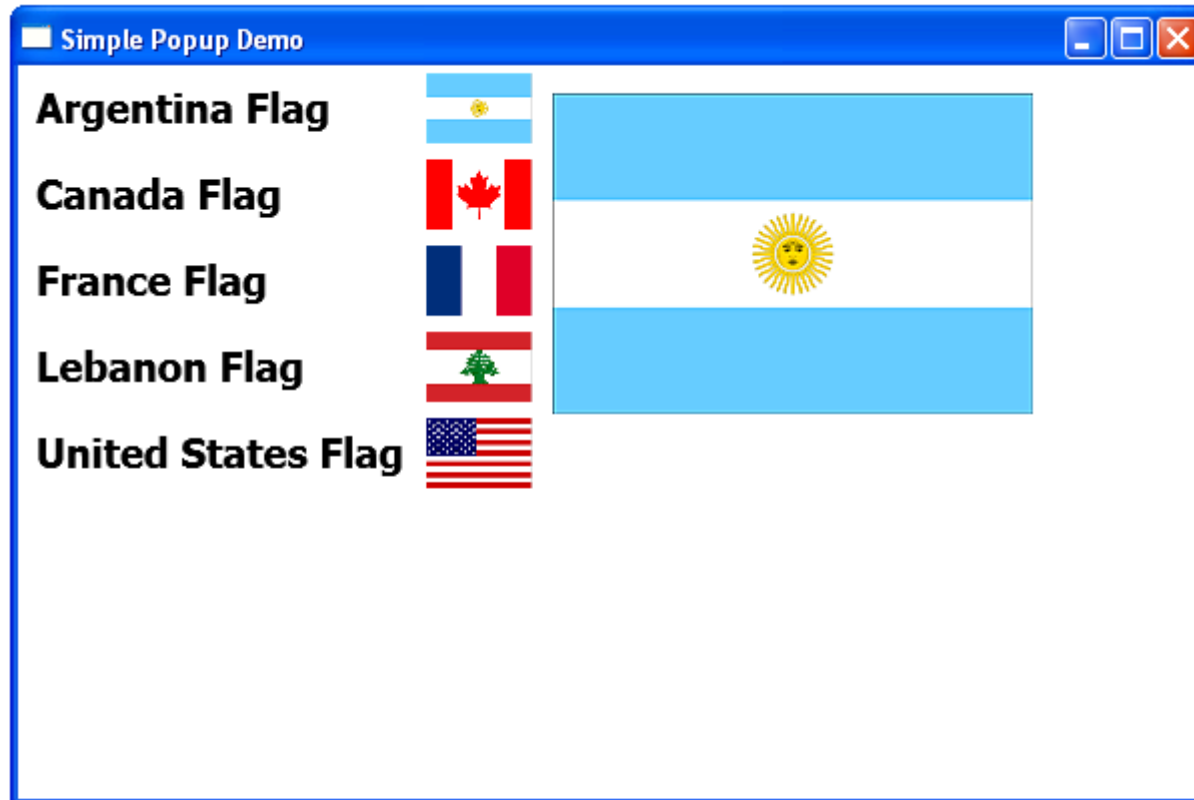 Simple Popup Demo
Argentina Flag
Canada Flag
France Flag
Lebanon Flag
United States Flag